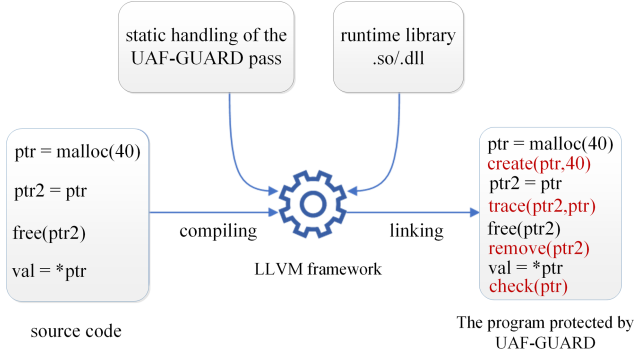 static handling of the
UAF-GUARD pass
runtime library
.so/.dll
ptr = malloc(40)
ptr2 = ptr
free(ptr2)
val = *ptr
source code
compiling
LLVM framework
linking
ptr = malloc(40)
create(ptr,40)
ptr2 = ptr
trace(ptr2,ptr)
free(ptr2)
remove(ptr2)
val = *ptr
check(ptr)
The program protected by
UAF-GUARD